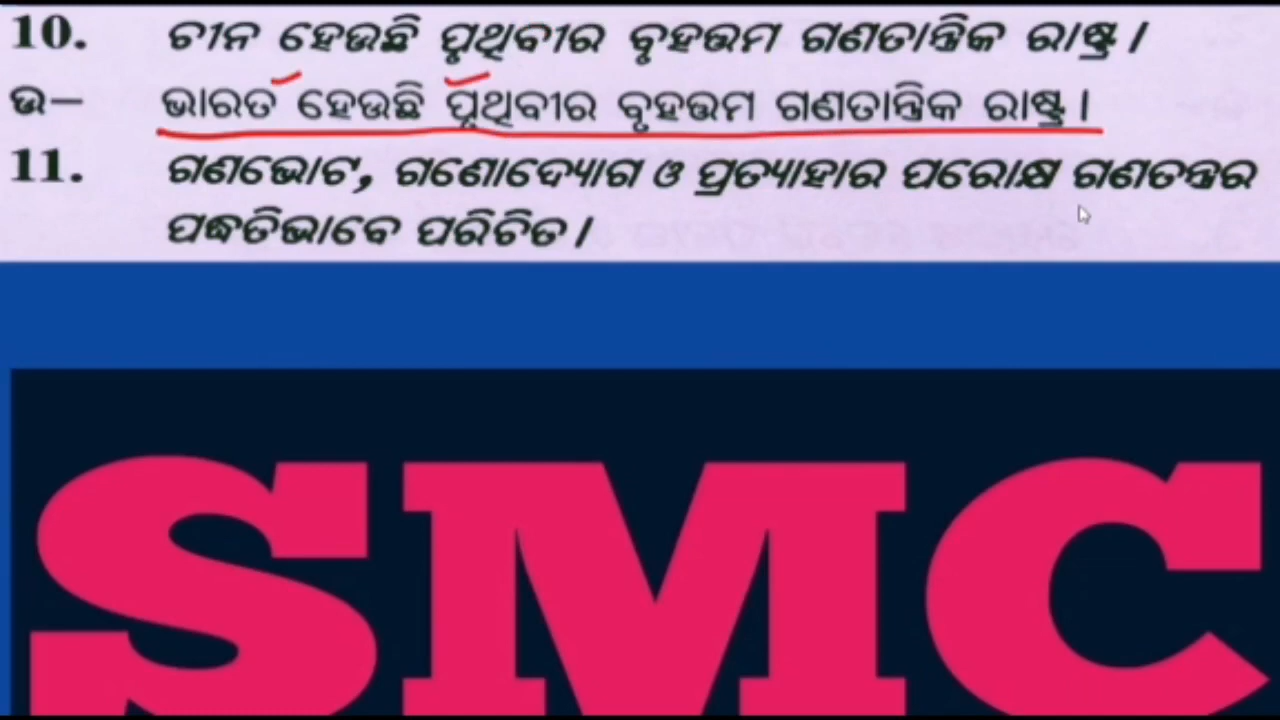 10. ଚୀନ ହେଉଛି ପୃଥିବୀର ବୃହତ୍ତମ ଗଣତାନ୍ତ୍ରିକ ରାଷ୍ଟ୍ର ।
ଉ– ଭାରତ ହେଉଛି ପୃଥିବୀର ବୃହତ୍ତମ ଗଣତାନ୍ତ୍ରିକ ରାଷ୍ଟ୍ର ।
11. ଗଣଭୋଟ, ଗଣୋଦ୍ୟୋଗ ଓ ପ୍ରତ୍ୟାହାର ପରୋକ୍ଷ ଗଣତନ୍ତ୍ରର
ପଦ୍ଧତିଭାବେ ପରିଚିତ ।
SMC